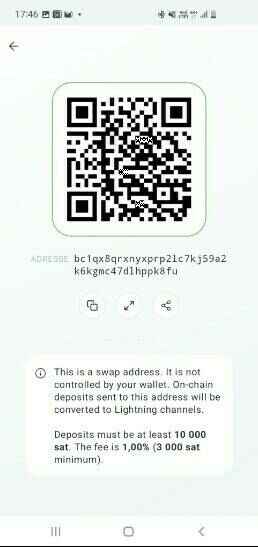 17:46
ADRESSE bc1qx8qrxnyxprp2lc7kj59a2
k6kgmc47dlhppk8fu
This is a swap address. It is not
controlled by your wallet. On-chain
deposits sent to this address will be
converted to Lightning channels.
Deposits must be at least 10 000
sat. The fee is 1,00% (3 000 sat
minimum).